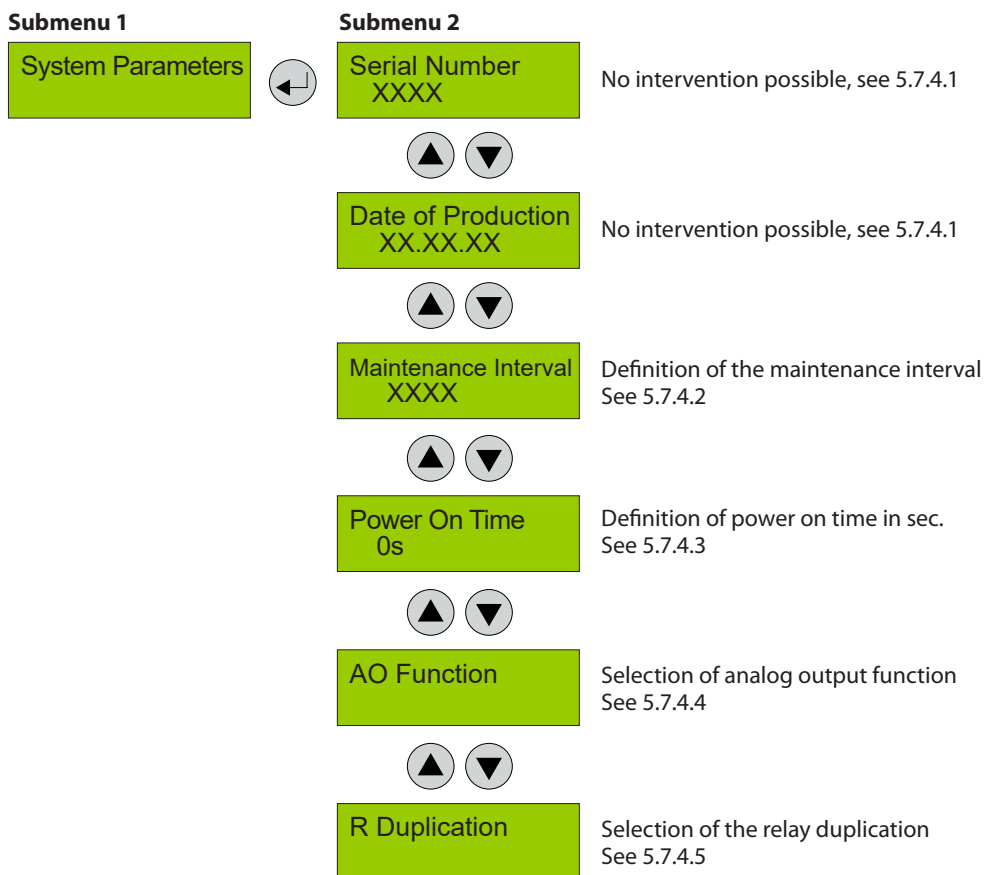 Submenu 1
Submenu 2
System Parameters
Serial Number
XXXX
No intervention possible, see 5.7.4.1
Date of Production
XX.XX.XX
No intervention possible, see 5.7.4.1
Maintenance Interval
XXXX
Definition of the maintenance interval
See 5.7.4.2
Power On Time
0s
Definition of power on time in sec.
See 5.7.4.3
AO Function
Selection of analog output function
See 5.7.4.4
R Duplication
Selection of the relay duplication
See 5.7.4.5